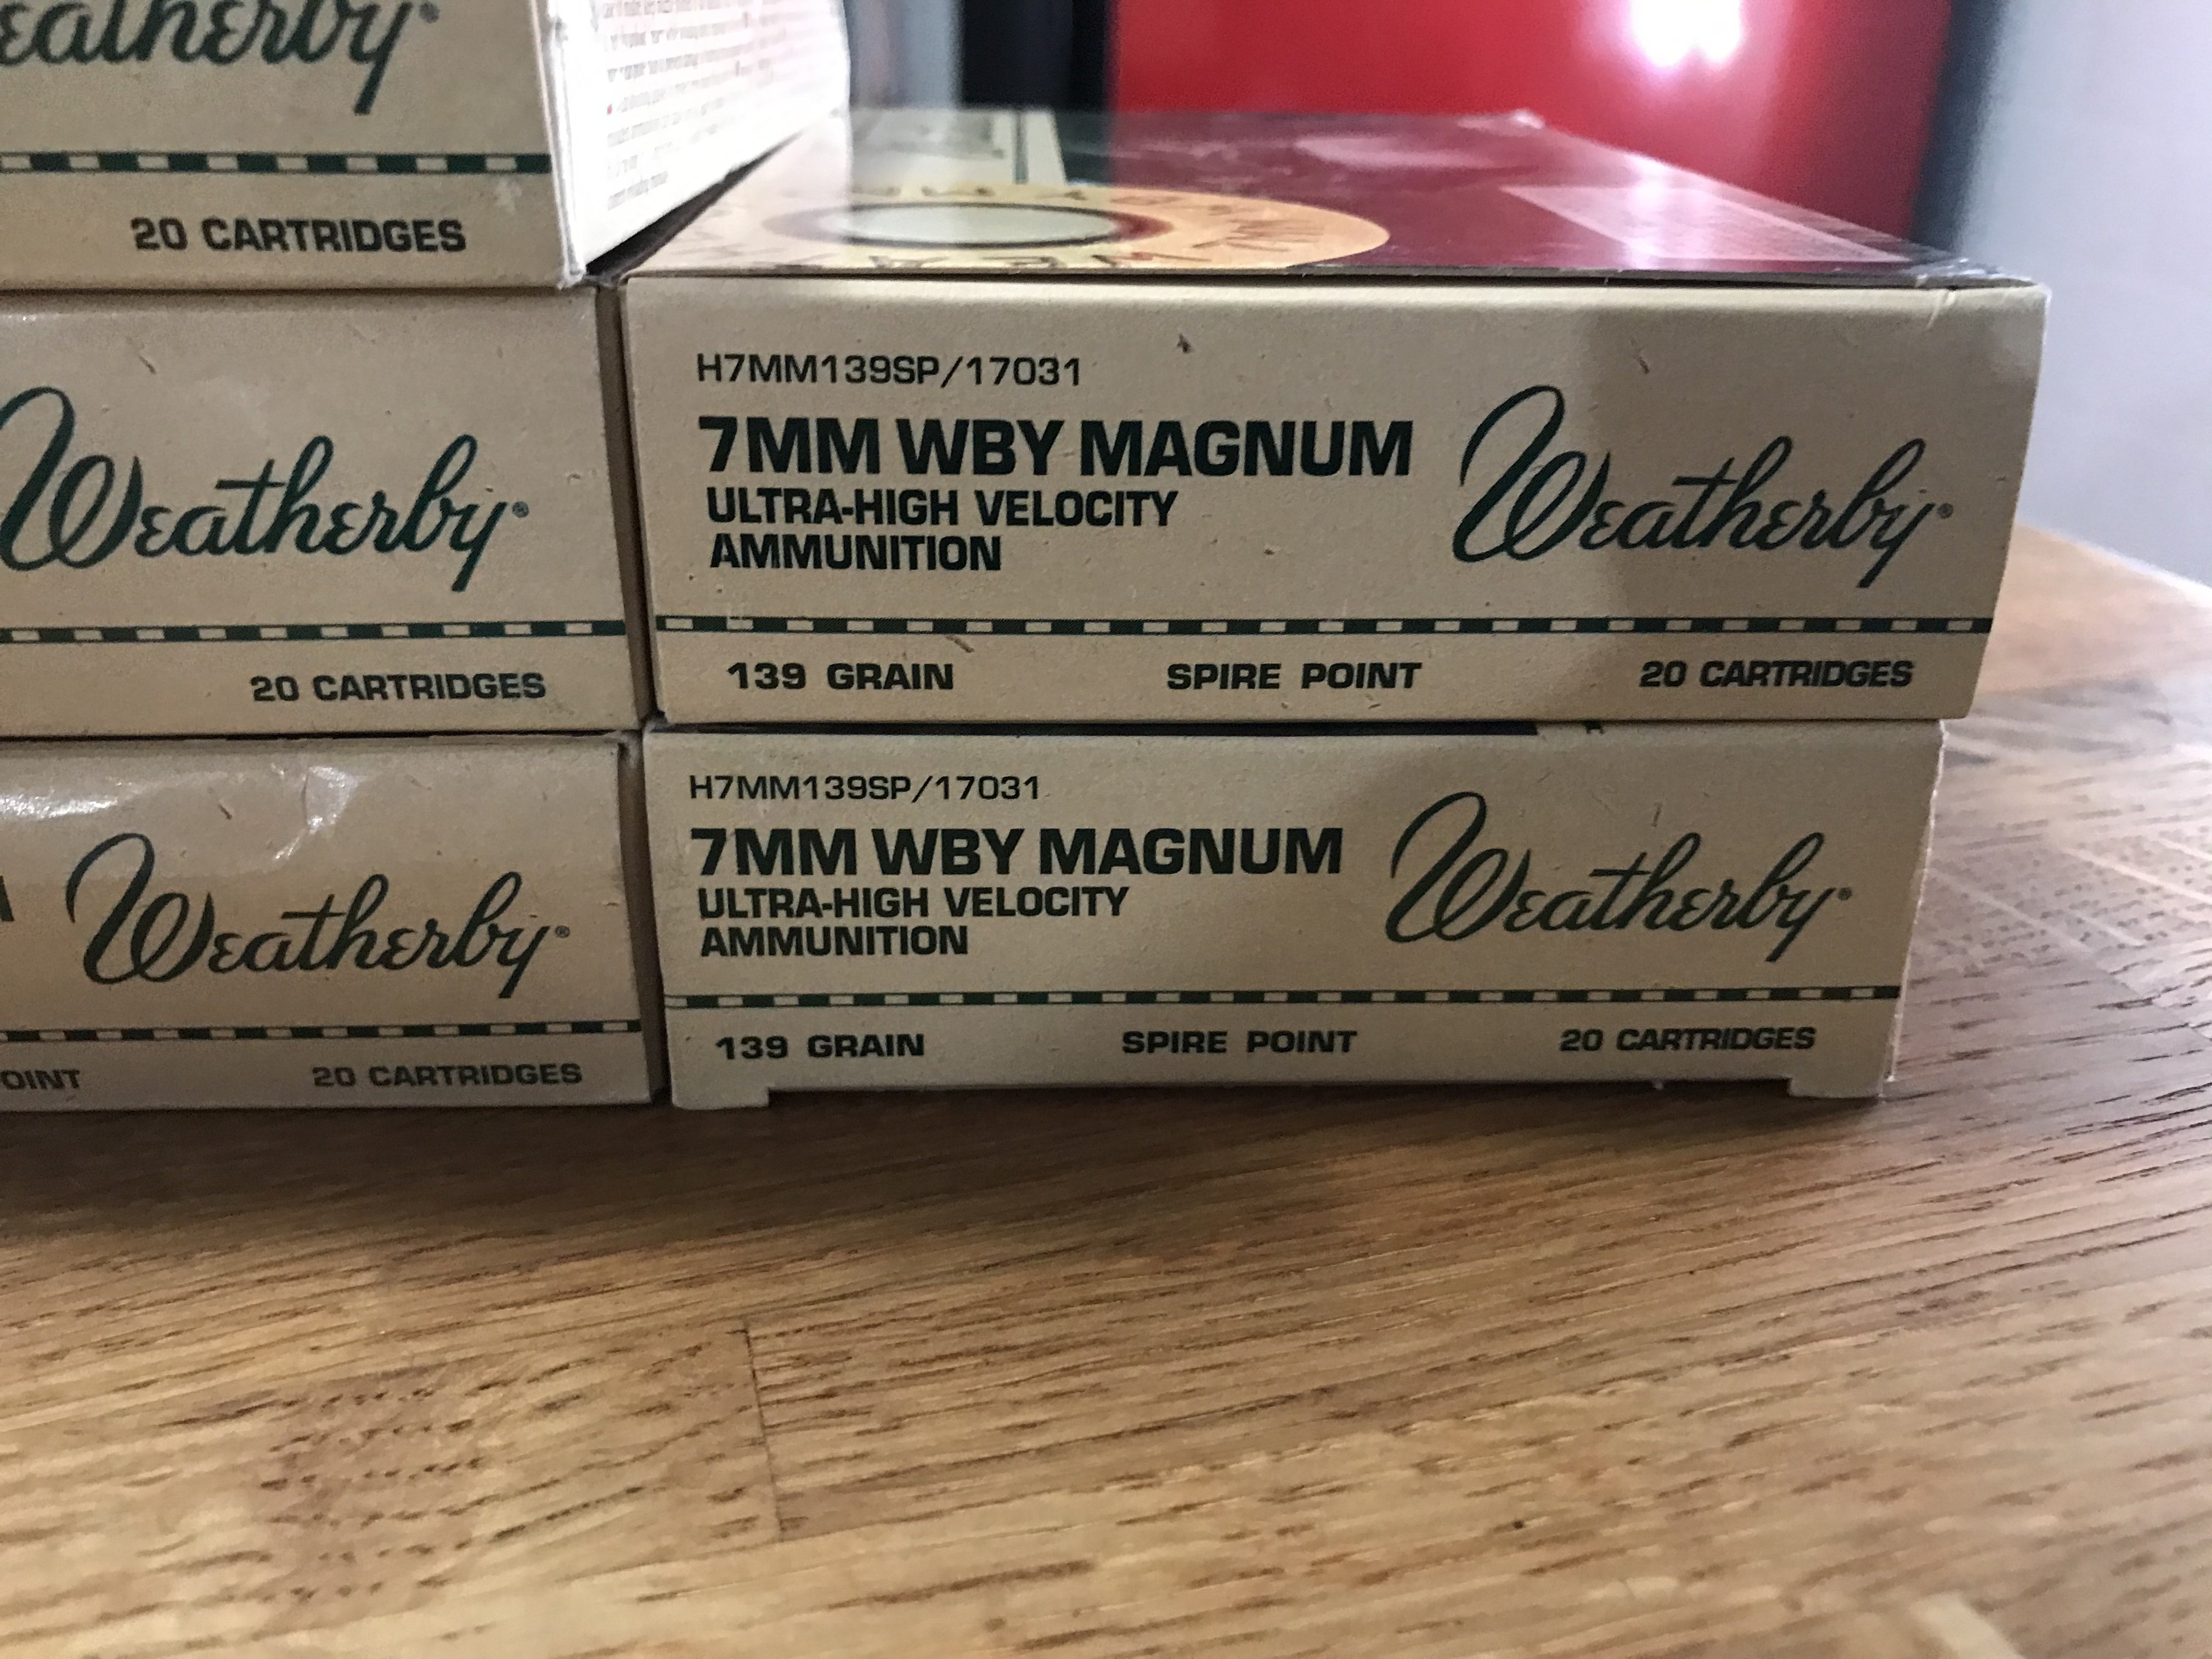 eatherby®
20 CARTRIDGES
Weatherby®
20 CARTRIDGES
Weatherby®
OINT 20 CARTRIDGES
H7MM139SP/17031
7MM WBY MAGNUM
ULTRA-HIGH VELOCITY
AMMUNITION
Weatherby®
139 GRAIN SPIRE POINT 20 CARTRIDGES
H7MM139SP/17031
7MM WBY MAGNUM
ULTRA-HIGH VELOCITY
AMMUNITION
Weatherby®
139 GRAIN SPIRE POINT 20 CARTRIDGES